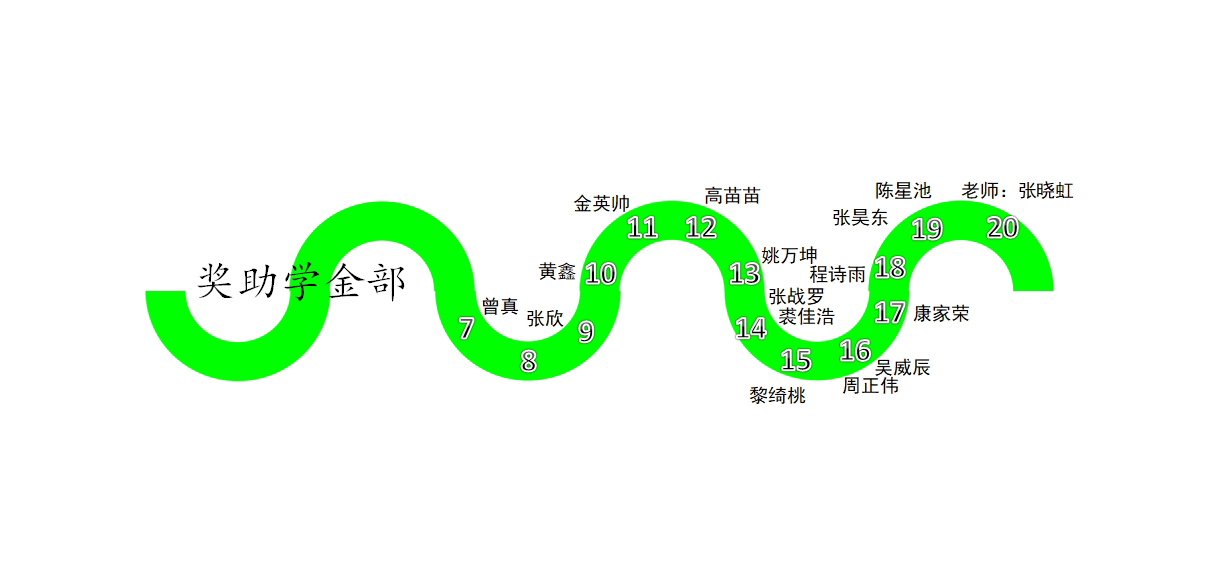 奖助学金部
7
曾真
8
张欣
9
黄鑫
10
金英帅
11
高苗苗
12
姚万坤
13
张战罗
裘佳浩
14
黎绮桃
15
吴威辰
周正伟
16
康家荣
17
程诗雨
18
张昊东
陈星池
19
老师：张晓虹
20